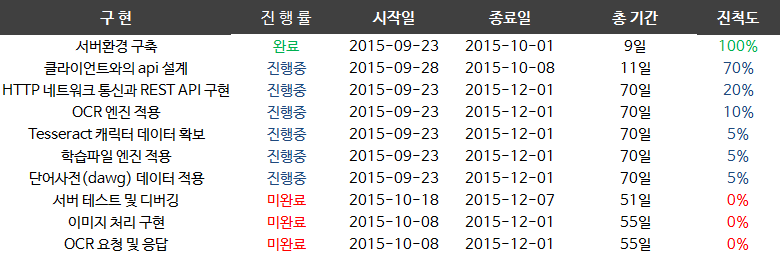 구 현 진 행 률 시작일 종료일 총 기간 진척도
서버환경 구축 완료 2015-09-23 2015-10-01 9일 100%
클라이언트와의 api 설계 진행중 2015-09-28 2015-10-08 11일 70%
HTTP 네트워크 통신과 REST API 구현 진행중 2015-09-23 2015-12-01 70일 20%
OCR 엔진 적용 진행중 2015-09-23 2015-12-01 70일 10%
Tesseract 캐릭터 데이터 확보 진행중 2015-09-23 2015-12-01 70일 5%
학습파일 엔진 적용 진행중 2015-09-23 2015-12-01 70일 5%
단어사전(dawg) 데이터 적용 진행중 2015-09-23 2015-12-01 70일 5%
서버 테스트 및 디버깅 미완료 2015-10-18 2015-12-07 51일 0%
이미지 처리 구현 미완료 2015-10-08 2015-12-01 55일 0%
OCR 요청 및 응답 미완료 2015-10-08 2015-12-01 55일 0%